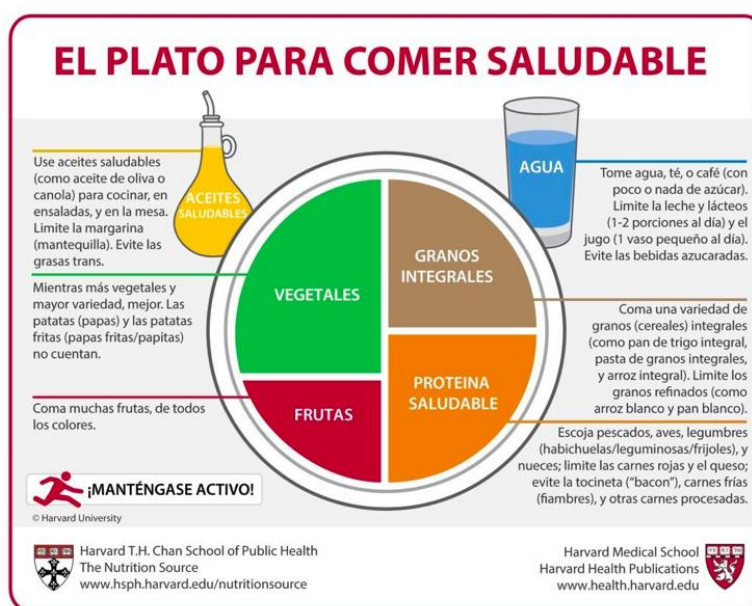 EL PLATO PARA COMER SALUDABLE
Use aceites saludables
(como aceite de oliva o
canola) para cocinar, en
ensaladas, y en la mesa.
Limite la margarina
(mantequilla). Evite las
grasas trans.
ACEITES
SALUDABLES
AGUA
Tome agua, té, o café (con
poco o nada de azúcar).
Limite la leche y lácteos
(1-2 porciones al día) y el
jugo (1 vaso pequeño al día).
Evite las bebidas azucaradas.
Mientras más vegetales y
mayor variedad, mejor. Las
patatas (papas) y las patatas
fritas (papas fritas/papitas)
no cuentan.
VEGETALES
GRANOS
INTEGRALES
Coma una variedad de
granos (cereales) integrales
(como pan de trigo integral,
pasta de granos integrales,
y arroz integral). Limite los
granos refinados (como
arroz blanco y pan blanco).
Coma muchas frutas, de todos
los colores.
FRUTAS
PROTEINA
SALUDABLE
Escoja pescados, aves, legumbres
(habichuelas/leguminosas/frijoles), y
nueces; limite las carnes rojas y el queso;
evite la tocineta ("bacon"), carnes frías
(fiambres), y otras carnes procesadas.
¡MANTÉNGASE ACTIVO!
© Harvard University
Harvard T.H. Chan School of Public Health
The Nutrition Source
www.hsph.harvard.edu/nutritionsource
Harvard Medical School
Harvard Health Publications
www.health.harvard.edu